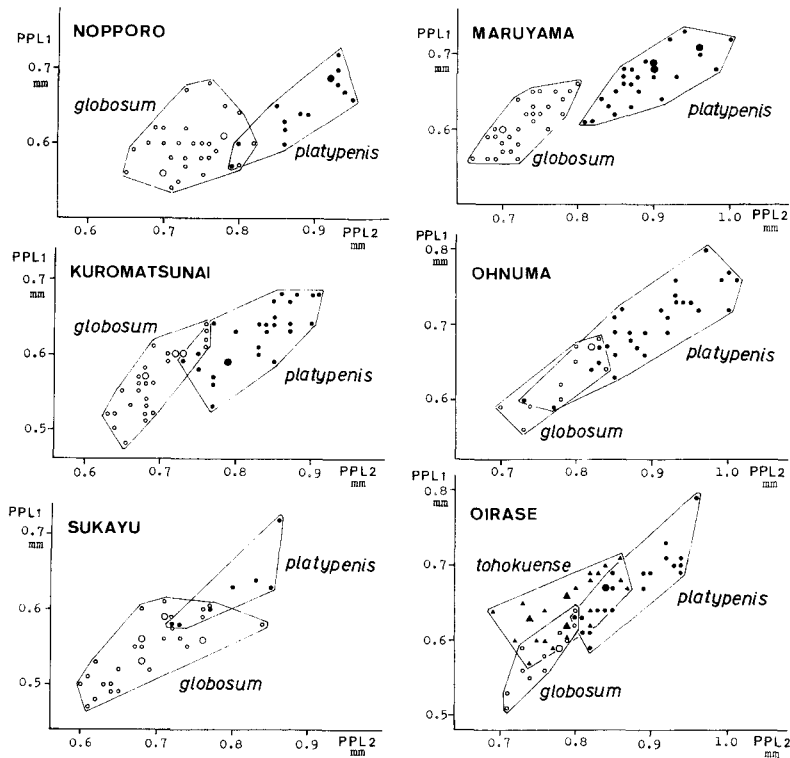 NOPPORO
PPL1
0.7
mm
0.6
globosum
platypenis
0.6 0.7 0.8 0.9 PPL2
mm
MARUYAMA
PPL1
0.7
mm
0.6
platypenis
globosum
0.7 0.8 0.9 1.0 PPL2
mm
KUROMATSUNAI
PPL1
0.7
mm
0.6
0.5
globosum
platypenis
0.6 0.7 0.8 0.9 PPL2
mm
OHNUMA
PPL1
0.8
mm
0.7
0.6
platypenis
globosum
0.7 0.8 0.9 1.0 PPL2
mm
SUKAYU
PPL1
0.7
mm
0.6
0.5
platypenis
globosum
0.6 0.7 0.8 0.9 PPL2
mm
OIRASE
PPL1
0.8
mm
0.7
0.6
0.5
tohokuense
platypenis
globosum
0.7 0.8 0.9 1.0 PPL2
mm